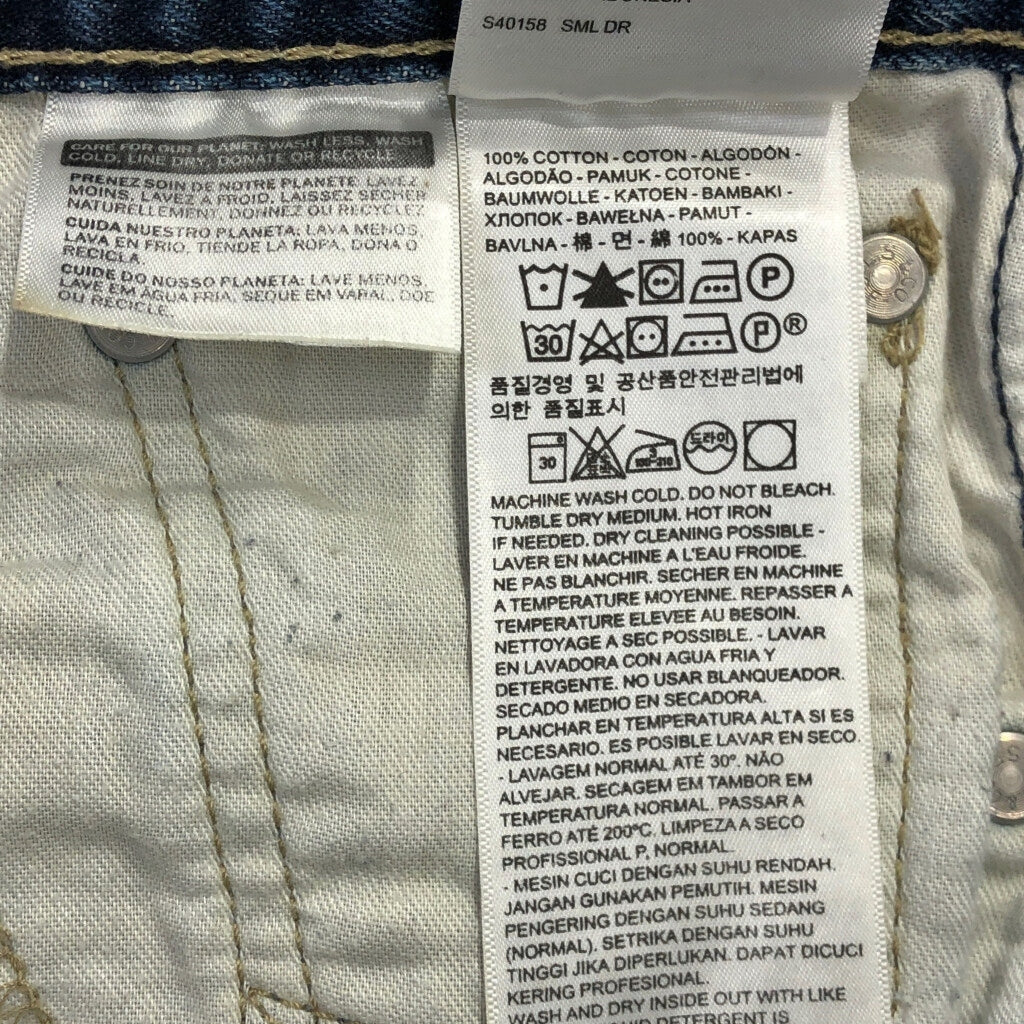 S40158 SML DR
CARE FOR OUR PLANET: WASH LESS, WASH
COLD, LINE DRY, DONATE OR RECYCLE
PRENEZ SOIN DE NOTRE PLANETE, LAVEZ
MOINS, LAVEZ A FROID, LAISSEZ SECHER
NATURELLEMENT, DONNEZ OU RECYCLEZ
CUIDA NUESTRO PLANETA: LAVA MENOS,
LAVA EN FRIO, TIENDE LA ROPA, DONA O
RECICLA.
CUIDE DO NOSSO PLANETA: LAVE MENOS,
LAVE EM ÁGUA FRIA, SEQUE EM VARAL, DOE
OU RECICLE.
100% COTTON - COTON - ALGODÓN -
ALGODÃO - PAMUK - COTONE -
BAUMWOLLE - KATOEN - BAMBAKI -
ХЛОПОК - BAWEŁNA - PAMUT -
BAVLNA - 棉 - 면 - 綿 100% - KAPAS
P
30 P ®
품질경영 및 공산품안전관리법에
의한 품질표시
30 드라이
MACHINE WASH COLD. DO NOT BLEACH.
TUMBLE DRY MEDIUM. HOT IRON
IF NEEDED. DRY CLEANING POSSIBLE -
LAVER EN MACHINE A L'EAU FROIDE.
NE PAS BLANCHIR. SECHER EN MACHINE
A TEMPERATURE MOYENNE. REPASSER A
TEMPERATURE ELEVEE AU BESOIN.
NETTOYAGE A SEC POSSIBLE. - LAVAR
EN LAVADORA CON AGUA FRIA Y
DETERGENTE. NO USAR BLANQUEADOR.
SECADO MEDIO EN SECADORA.
PLANCHAR EN TEMPERATURA ALTA SI ES
NECESARIO. ES POSIBLE LAVAR EN SECO.
- LAVAGEM NORMAL ATÉ 30°. NÃO
ALVEJAR. SECAGEM EM TAMBOR EM
TEMPERATURA NORMAL. PASSAR A
FERRO ATÉ 200°C. LIMPEZA A SECO
PROFISSIONAL P, NORMAL.
- MESIN CUCI DENGAN SUHU RENDAH.
JANGAN GUNAKAN PEMUTIH. MESIN
PENGERING DENGAN SUHU SEDANG
(NORMAL). SETRIKA DENGAN SUHU
TINGGI JIKA DIPERLUKAN. DAPAT DICUCI
KERING PROFESIONAL.
WASH AND DRY INSIDE OUT WITH LIKE
DETERGENT IS